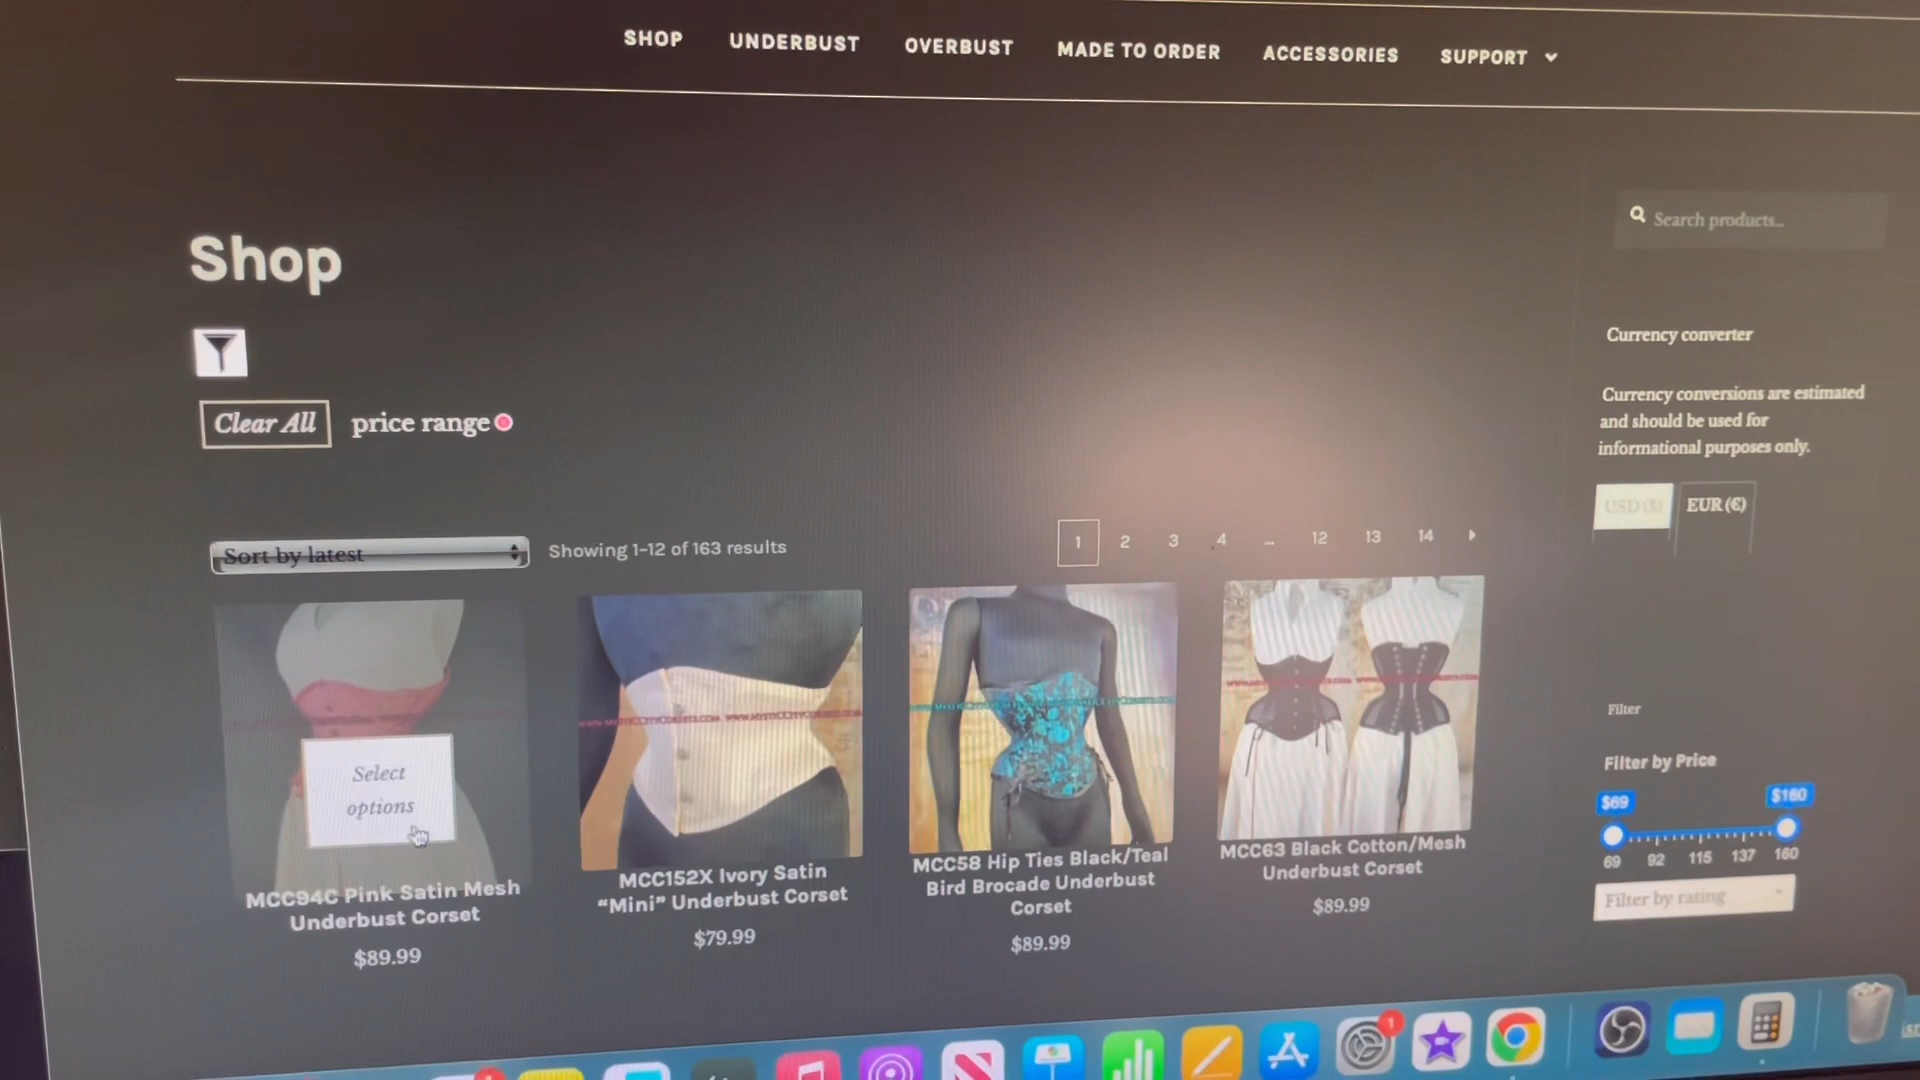 SHOP UNDERBUST OVERBUST MADE TO ORDER ACCESSORIES SUPPORT
Search products...
Shop
Currency converter
Currency conversions are estimated
and should be used for
informational purposes only.
Clear All price range
USD ($) EUR (€)
Sort by latest Showing 1–12 of 163 results 1 2 3 4 ... 12 13 14
WWW.MYSTICCITYCORSETS.COM
Select
options
MCC94C Pink Satin Mesh
Underbust Corset
$89.99
MCC152X Ivory Satin
“Mini” Underbust Corset
$79.99
MCC58 Hip Ties Black/Teal
Bird Brocade Underbust
Corset
$89.99
MCC63 Black Cotton/Mesh
Underbust Corset
$89.99
Filter
Filter by Price
$69 $160
69 92 115 137 160
Filter by rating
1